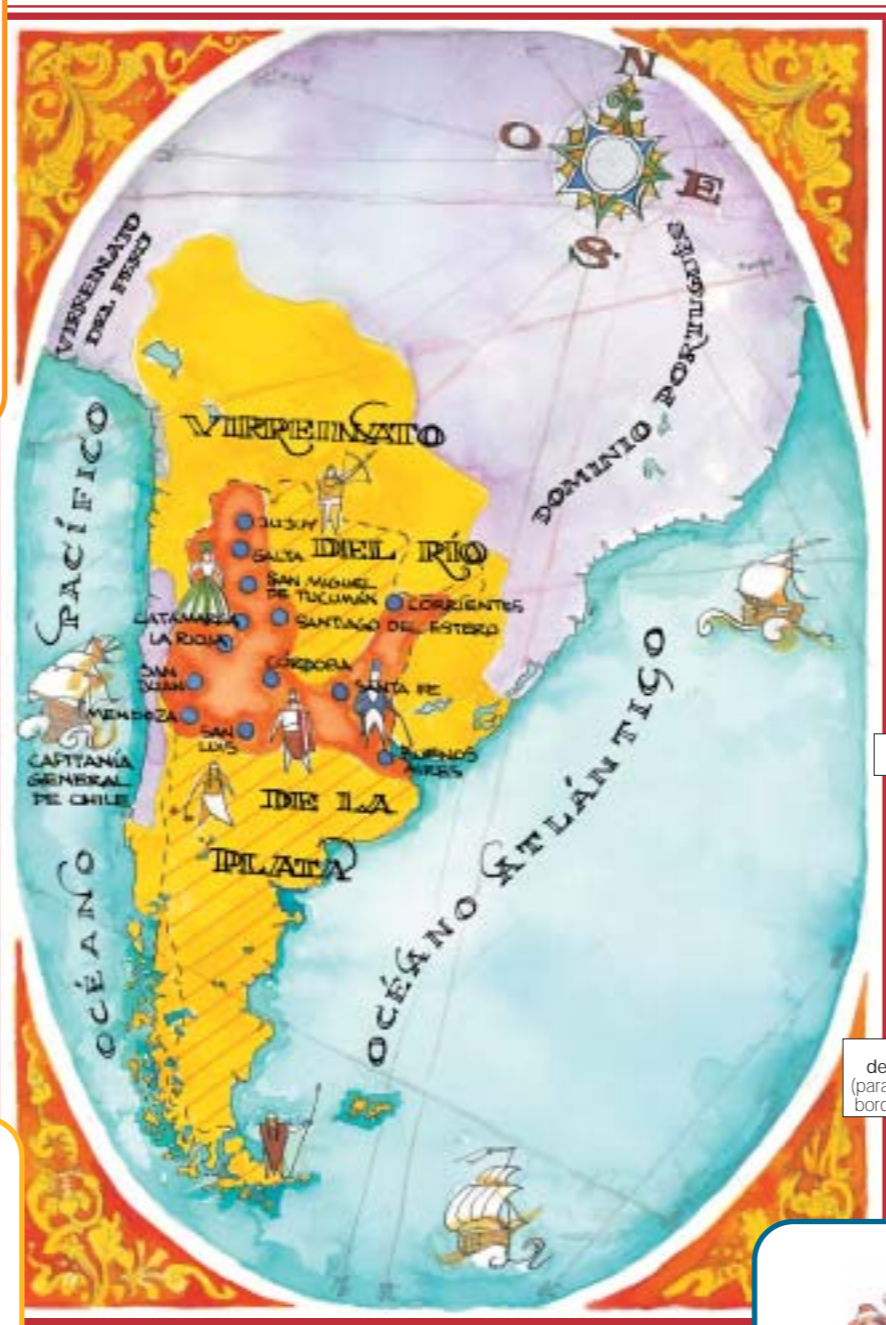 N
O
E
S
VIRREINATO
DEL PERÚ
DOMINIO PORTUGUÉS
OCÉANO PACÍFICO
VIRREINATO
DEL RÍO
DE LA
PLATA
JUJUY
SALTA
SAN MIGUEL
DE TUCUMÁN
CORRIENTES
CATAMARCA
SANTIAGO DEL ESTERO
LA RIOJA
CÓRDOBA
SAN
JUAN
SANTA FE
MENDOZA
SAN
LUIS
BUENOS
AIRES
CAPITANÍA
GENERAL
DE CHILE
OCÉANO ATLÁNTICO
de
(para
bord